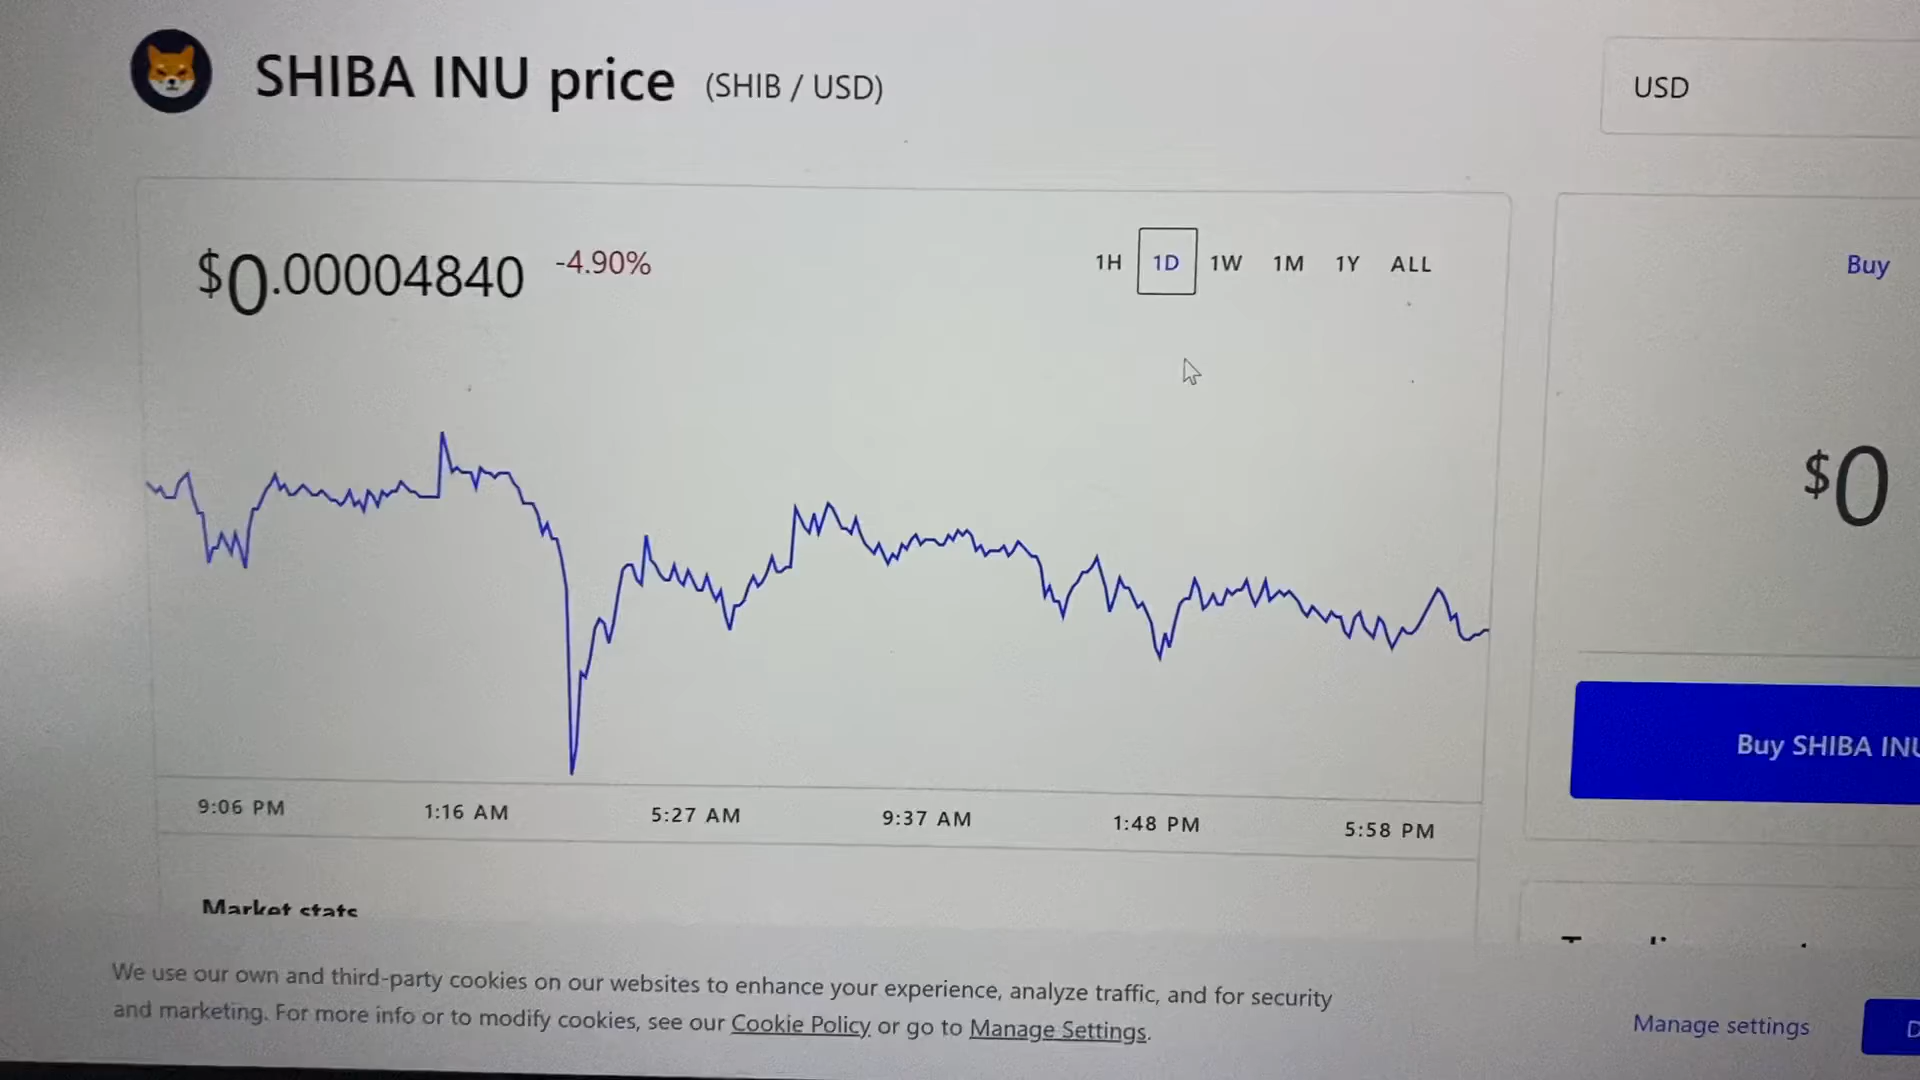 SHIBA INU price (SHIB / USD)
USD
$0.00004840 -4.90%
1H 1D 1W 1M 1Y ALL
Buy
$0
Buy SHIBA INU
9:06 PM 1:16 AM 5:27 AM 9:37 AM 1:48 PM 5:58 PM
Market stats
We use our own and third-party cookies on our websites to enhance your experience, analyze traffic, and for security
and marketing. For more info or to modify cookies, see our Cookie Policy or go to Manage Settings.
Manage settings